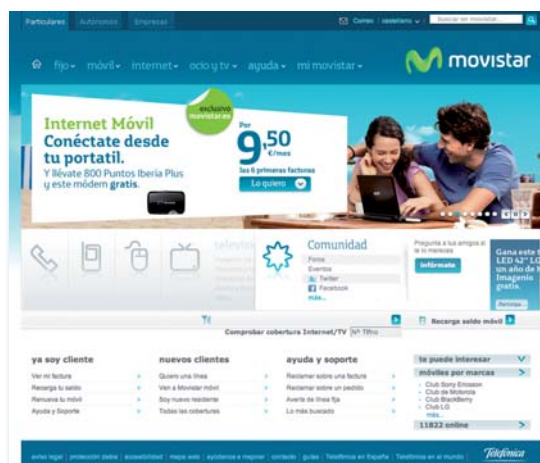 Particulares Autónomos Empresas
Correo castellano
Buscar en movistar...
fijo móvil internet ocio y tv ayuda mi movistar
movistar
exclusivo
movistar.es
Internet Móvil
Conéctate desde
tu portatil.
Y llévate 800 Puntos Iberia Plus
y este módem gratis.
Por
9,50
€/mes
las 6 primeras facturas
Lo quiero
Comunidad
Foros
Eventos
Twitter
Facebook
más...
Pregunta a tus amigos si
te lo mereces
infórmate
Gana este
LED 42" LG
un año de
Imagenio
gratis.
Comprobar cobertura Internet/TV Nº Tlfno
Recarga saldo móvil
ya soy cliente
Ver mi factura
Recarga tu saldo
Renueva tu móvil
Ayuda y Soporte
nuevos clientes
Quiero una línea
Ven a Movistar móvil
Soy nuevo residente
Todas las coberturas
ayuda y soporte
Reclamar sobre una factura
Reclamar sobre un pedido
Avería de línea fija
Lo más buscado
te puede interesar
móviles por marcas
Club Sony Ericsson
Club de Motorola
Club BlackBerry
Club LG
más...
11822 online
aviso legal protección datos accesibilidad mapa web ayúdanos a mejorar contacto guías Telefónica en España Telefónica en el mundo
Telefónica